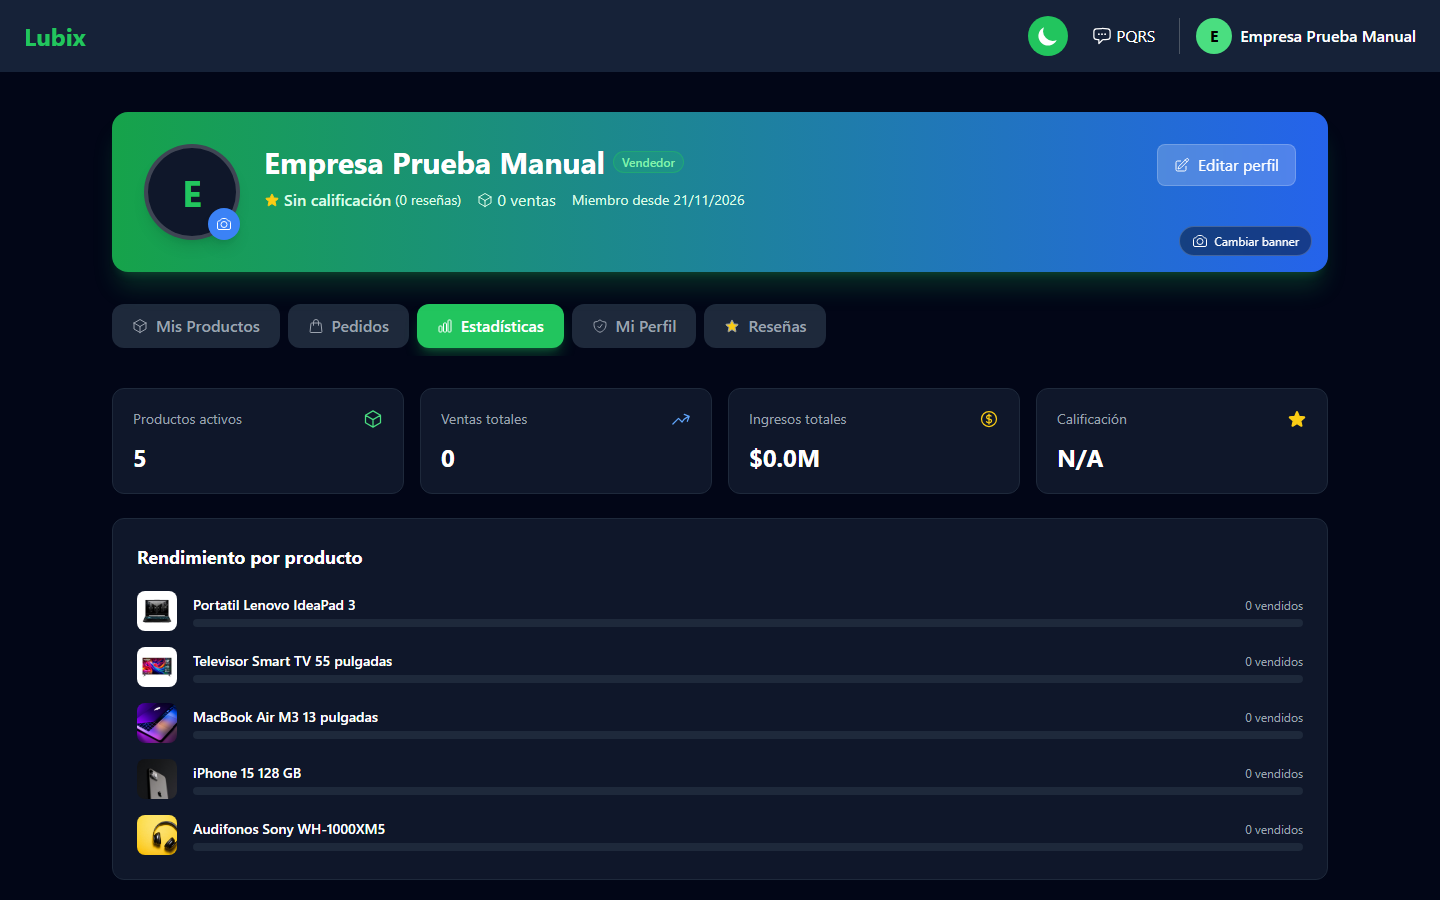 Lubix
PQRS
E
Empresa Prueba Manual
E
Empresa Prueba Manual
Vendedor
Sin calificación (0 reseñas)
0 ventas
Miembro desde 21/11/2026
Editar perfil
Cambiar banner
Mis Productos
Pedidos
Estadísticas
Mi Perfil
Reseñas
Productos activos
5
Ventas totales
0
Ingresos totales
$0.0M
Calificación
N/A
Rendimiento por producto
Portatil Lenovo IdeaPad 3
0 vendidos
Televisor Smart TV 55 pulgadas
0 vendidos
MacBook Air M3 13 pulgadas
0 vendidos
iPhone 15 128 GB
0 vendidos
Audifonos Sony WH-1000XM5
0 vendidos